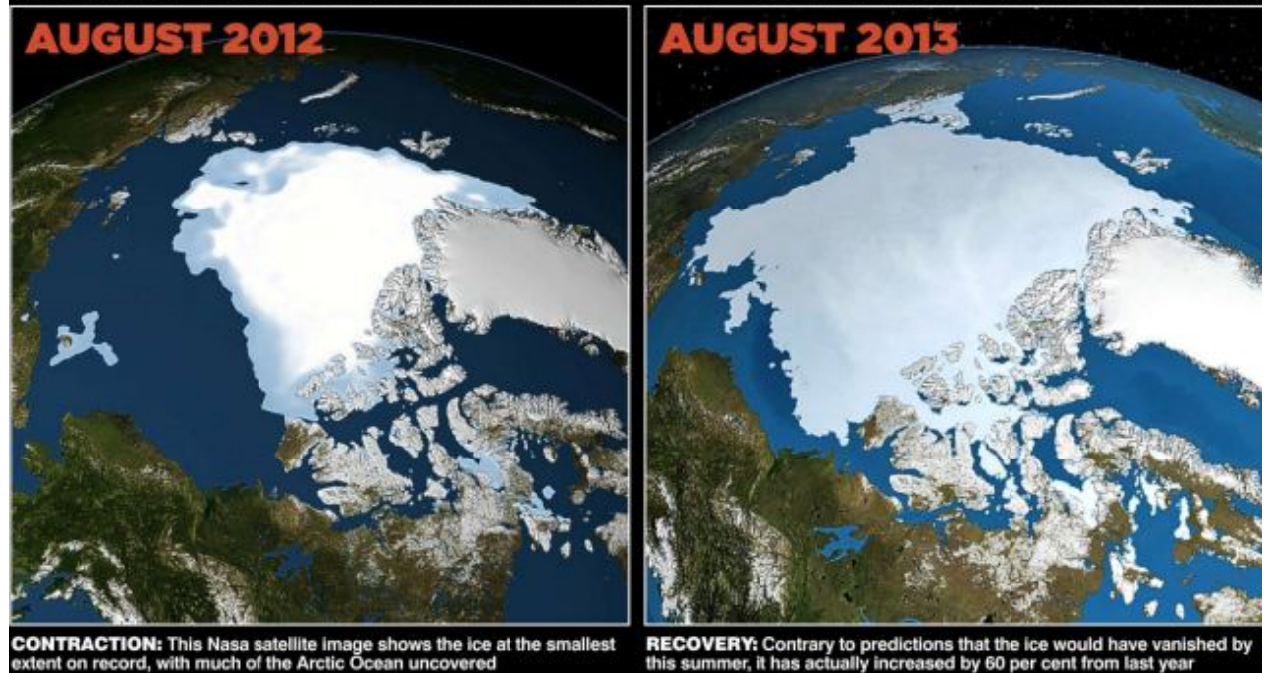 AUGUST 2012
CONTRACTION: This Nasa satellite image shows the ice at the smallest
extent on record, with much of the Arctic Ocean uncovered
AUGUST 2013
RECOVERY: Contrary to predictions that the ice would have vanished by
this summer, it has actually increased by 60 per cent from last year